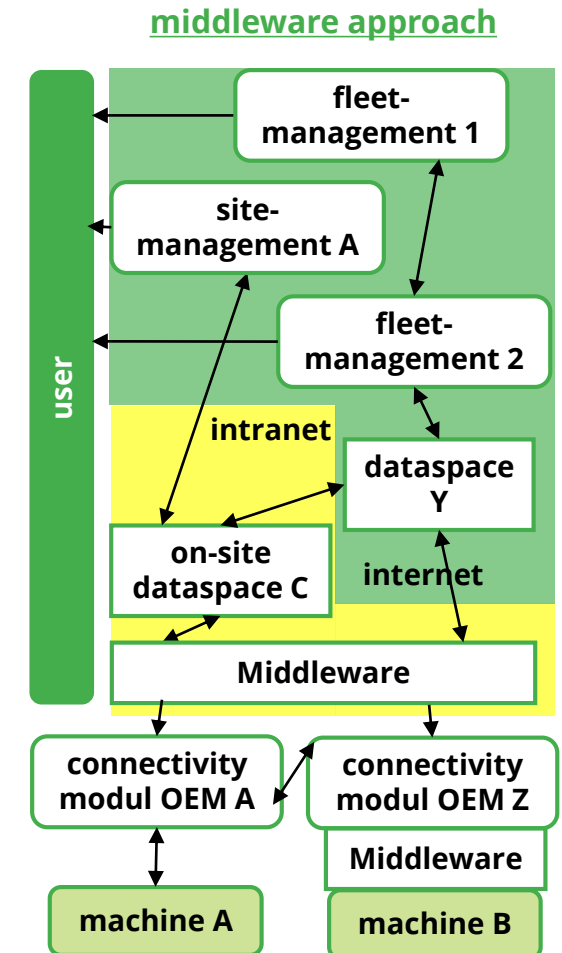 middleware approach
fleet-
management 1
site-
management A
fleet-
management 2
user
intranet
dataspace
Y
on-site
dataspace C
internet
Middleware
connectivity
modul OEM A
connectivity
modul OEM Z
Middleware
machine A
machine B